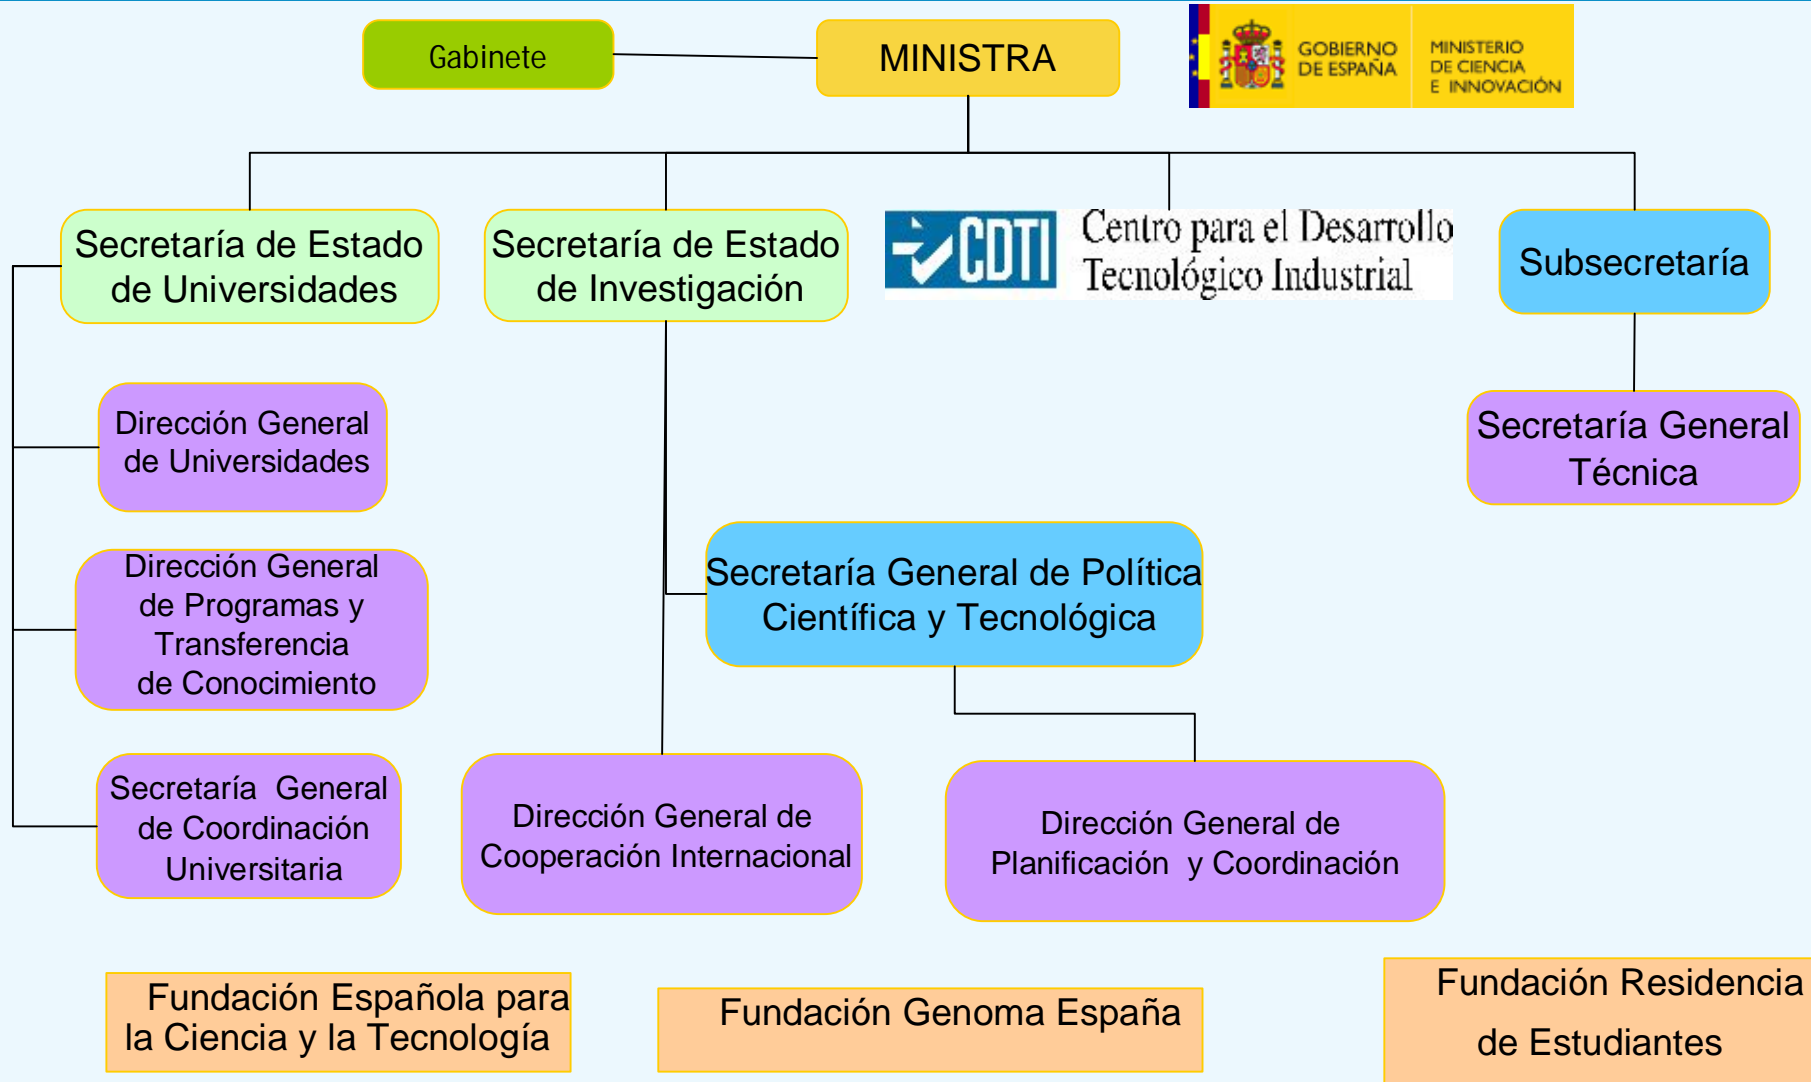 Gabinete
MINISTRA
GOBIERNO
DE ESPAÑA
MINISTERIO
DE CIENCIA
E INNOVACIÓN
Secretaría de Estado
de Universidades
Secretaría de Estado
de Investigación
CDTI
Centro para el Desarrollo
Tecnológico Industrial
Subsecretaría
Dirección General
de Universidades
Secretaría General
Técnica
Dirección General
de Programas y
Transferencia
de Conocimiento
Secretaría General de Política
Científica y Tecnológica
Secretaría General
de Coordinación
Universitaria
Dirección General de
Cooperación Internacional
Dirección General de
Planificación y Coordinación
Fundación Española para
la Ciencia y la Tecnología
Fundación Genoma España
Fundación Residencia
de Estudiantes